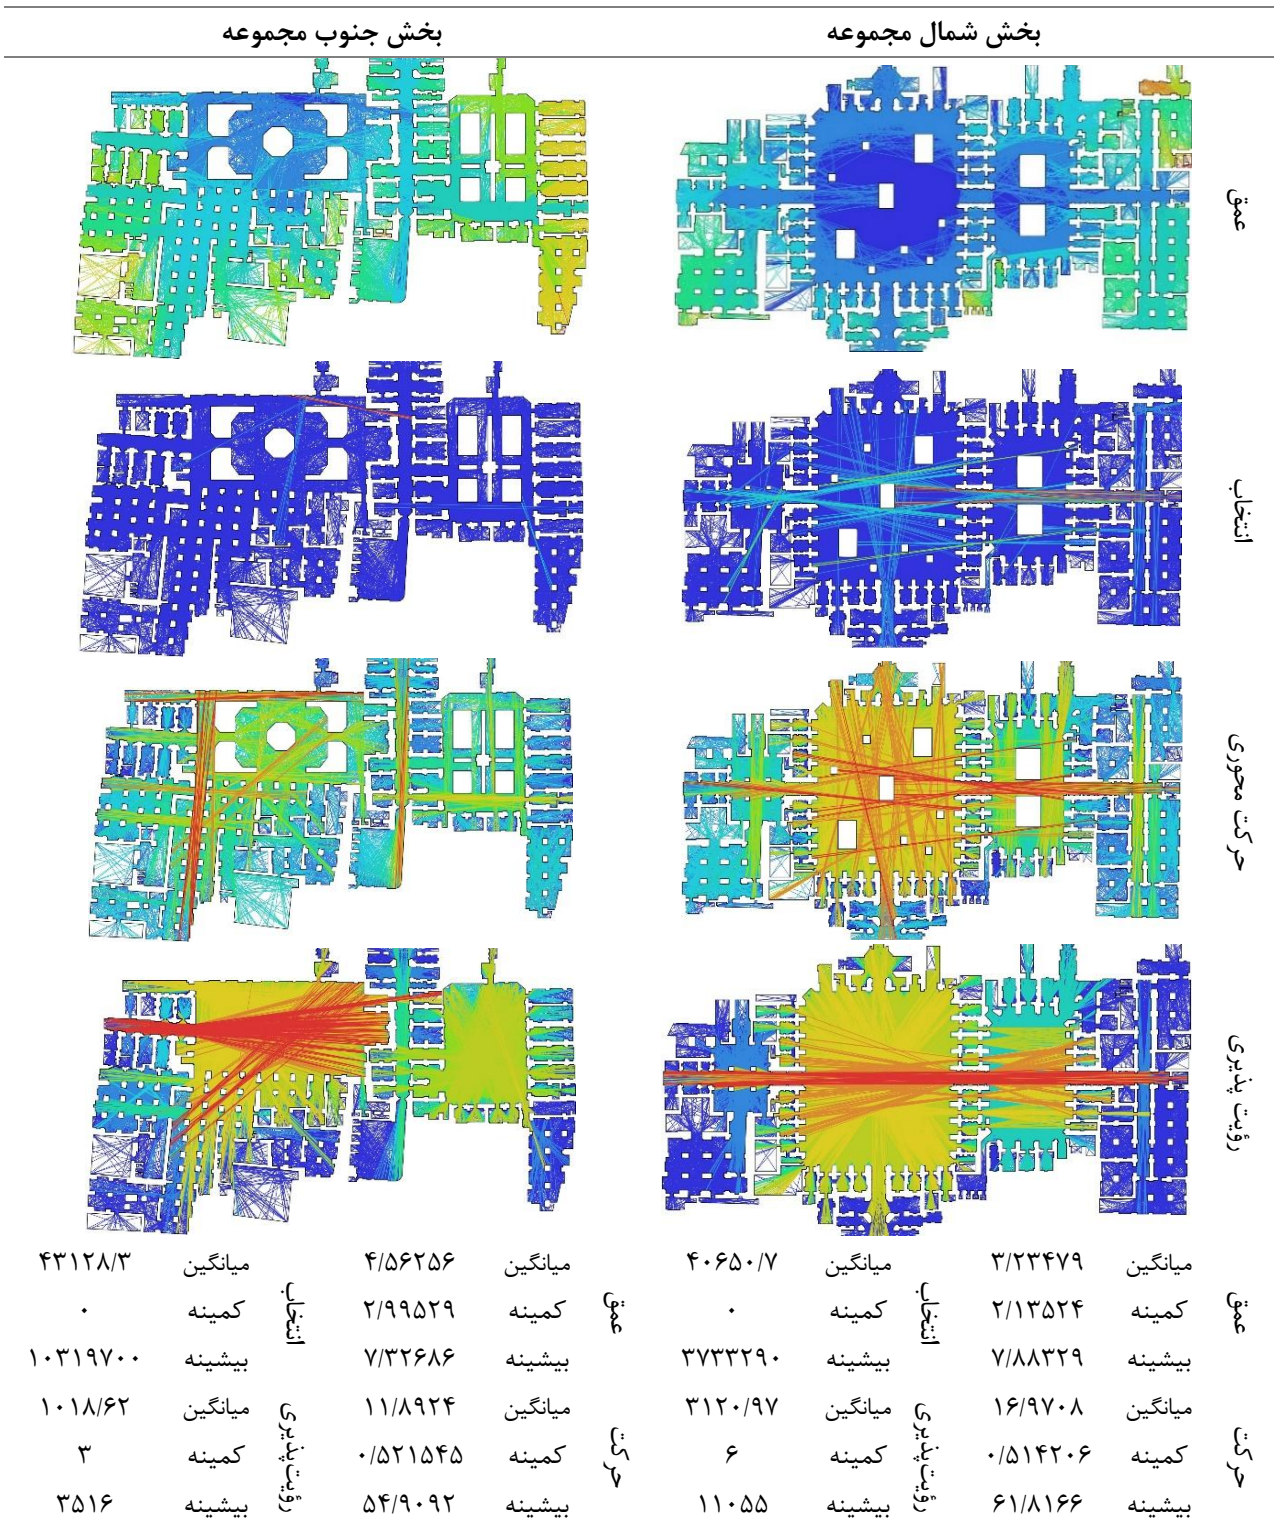 بخش شمال مجموعه بخش جنوب مجموعه
عمق
انتخاب
حرکت محوری
رؤیت پذیری
عمق میانگین ۳/۲۳۴۷۹ انتخاب میانگین ۴۰۶۵۰/۷ عمق میانگین ۴/۵۶۲۵۶ انتخاب میانگین ۴۳۱۲۸/۳
کمینه ۲/۱۳۵۲۴ کمینه ۰ کمینه ۲/۹۹۵۲۹ کمینه ۰
بیشینه ۷/۸۸۳۲۹ بیشینه ۳۷۳۳۲۹۰ بیشینه ۷/۳۲۶۸۶ بیشینه ۱۰۳۱۹۷۰۰
حرکت میانگین ۱۶/۹۷۰۸ رؤیت‌پذیری میانگین ۳۱۲۰/۹۷ حرکت میانگین ۱۱/۸۹۲۴ رؤیت‌پذیری میانگین ۱۰۱۸/۶۲
کمینه ۰/۵۱۴۲۰۶ کمینه ۶ کمینه ۰/۵۲۱۵۴۵ کمینه ۳
بیشینه ۶۱/۸۱۶۶ بیشینه ۱۱۰۵۵ بیشینه ۵۴/۹۰۹۲ بیشینه ۳۵۱۶